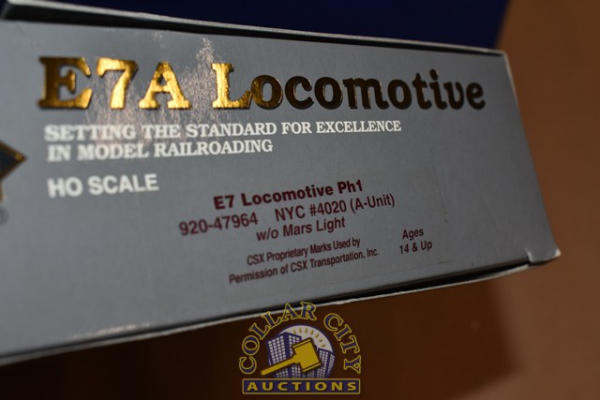 E7A Locomotive
SETTING THE STANDARD FOR EXCELLENCE
IN MODEL RAILROADING
HO SCALE
E7 Locomotive Ph1
920-47964 NYC #4020 (A-Unit)
w/o Mars Light
CSX Proprietary Marks Used by
Permission of CSX Transportation, Inc.
Ages
14 & Up
®
COLLAR CITY
AUCTIONS